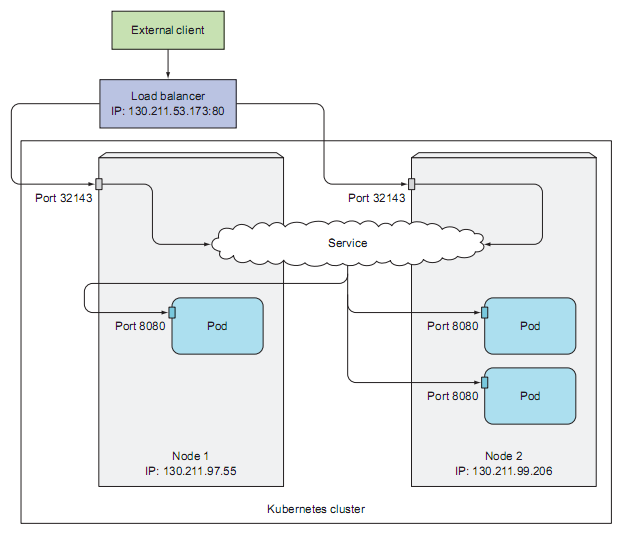 External client
Load balancer
IP: 130.211.53.173:80
Port 32143
Port 32143
Service
Port 8080
Pod
Port 8080
Pod
Port 8080
Pod
Node 1
IP: 130.211.97.55
Node 2
IP: 130.211.99.206
Kubernetes cluster